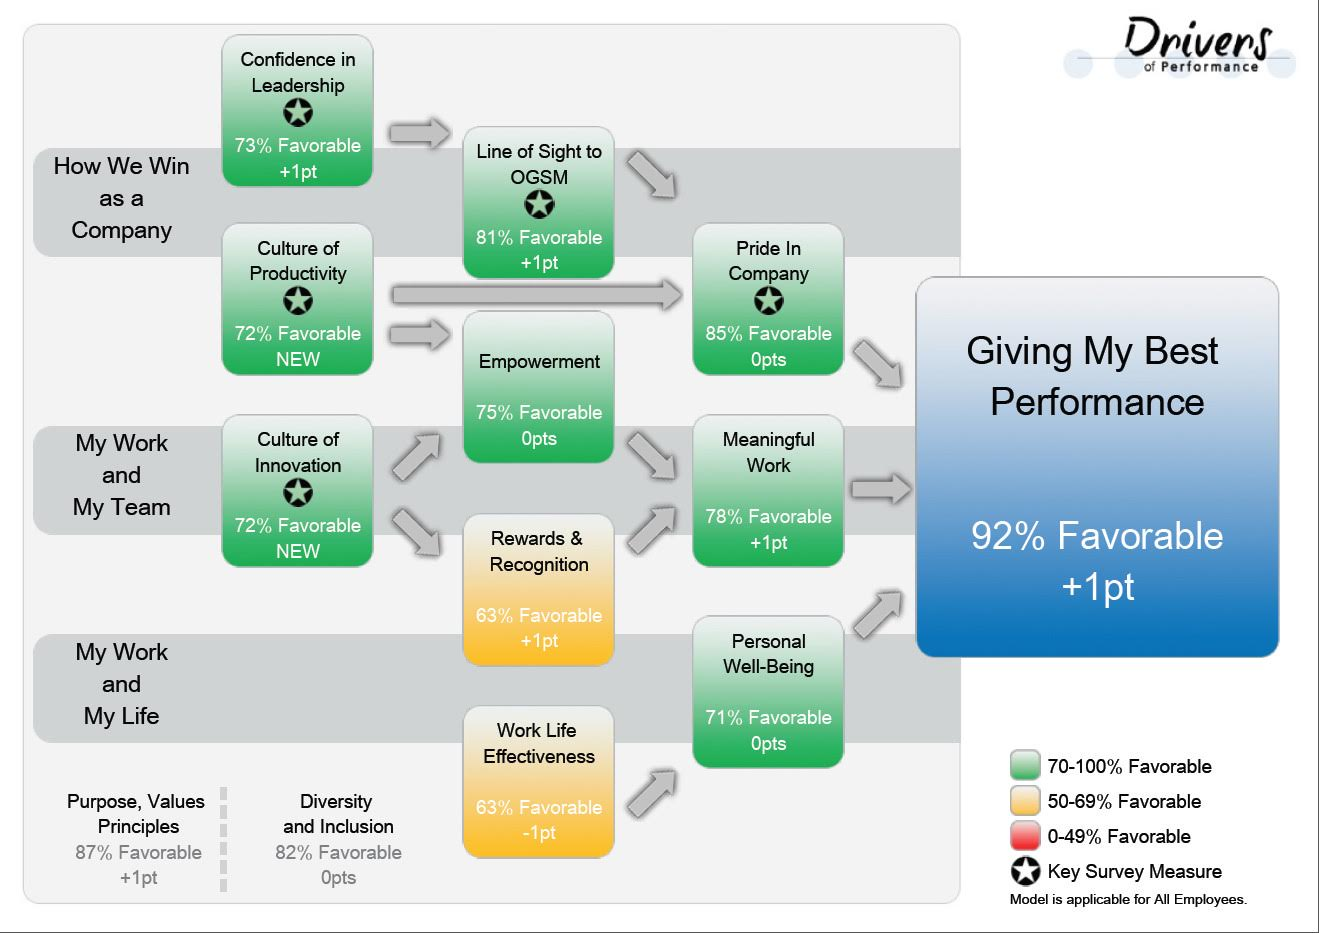 Drivers
of Performance
Confidence in
Leadership
73% Favorable
+1pt
Line of Sight to
OGSM
81% Favorable
+1pt
How We Win
as a
Company
Culture of
Productivity
72% Favorable
NEW
Pride In
Company
85% Favorable
0pts
Empowerment
75% Favorable
0pts
Giving My Best
Performance
92% Favorable
+1pt
My Work
and
My Team
Culture of
Innovation
72% Favorable
NEW
Meaningful
Work
78% Favorable
+1pt
Rewards &
Recognition
63% Favorable
+1pt
My Work
and
My Life
Personal
Well-Being
71% Favorable
0pts
Work Life
Effectiveness
63% Favorable
-1pt
Purpose, Values
Principles
87% Favorable
+1pt
Diversity
and Inclusion
82% Favorable
0pts
70-100% Favorable
50-69% Favorable
0-49% Favorable
Key Survey Measure
Model is applicable for All Employees.